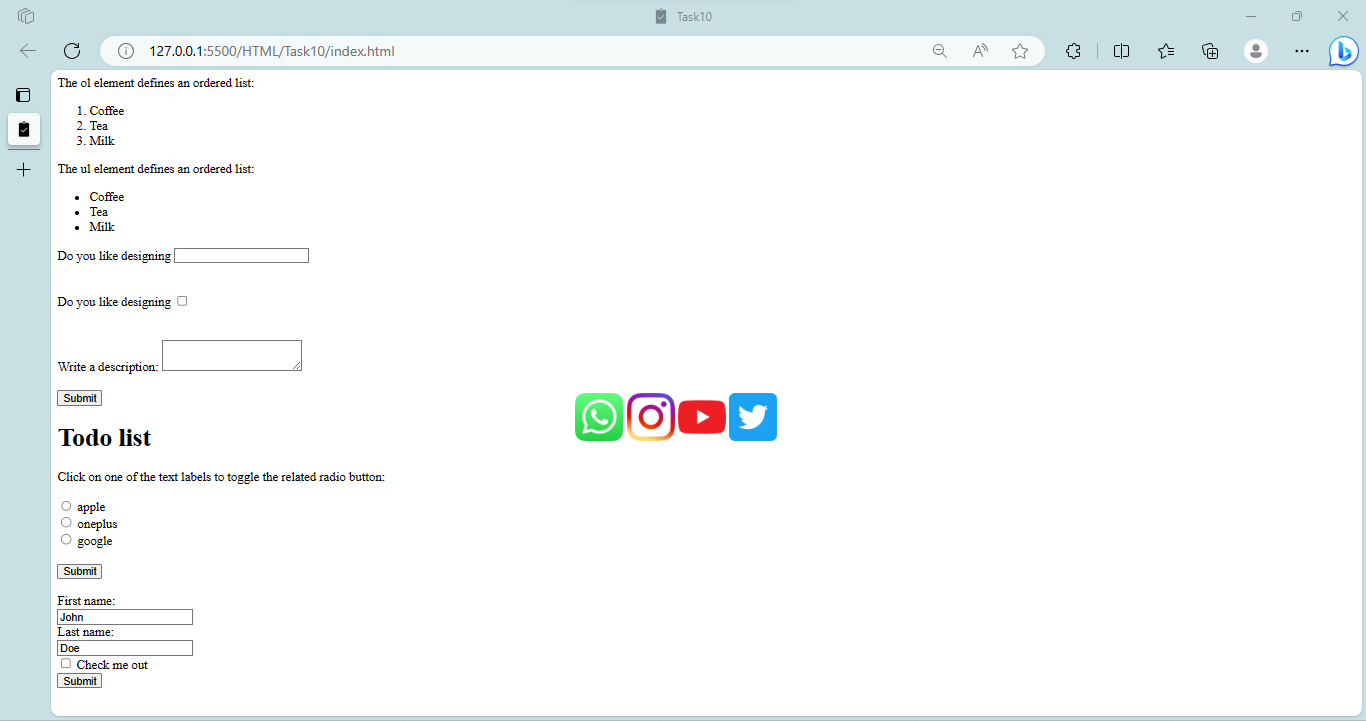 Task10
127.0.0.1:5500/HTML/Task10/index.html
The ol element defines an ordered list:
1. Coffee
2. Tea
3. Milk
The ul element defines an ordered list:
• Coffee
• Tea
• Milk
Do you like designing
Do you like designing
Write a description:
Submit
Todo list
Click on one of the text labels to toggle the related radio button:
apple
oneplus
google
Submit
First name:
John
Last name:
Doe
Check me out
Submit